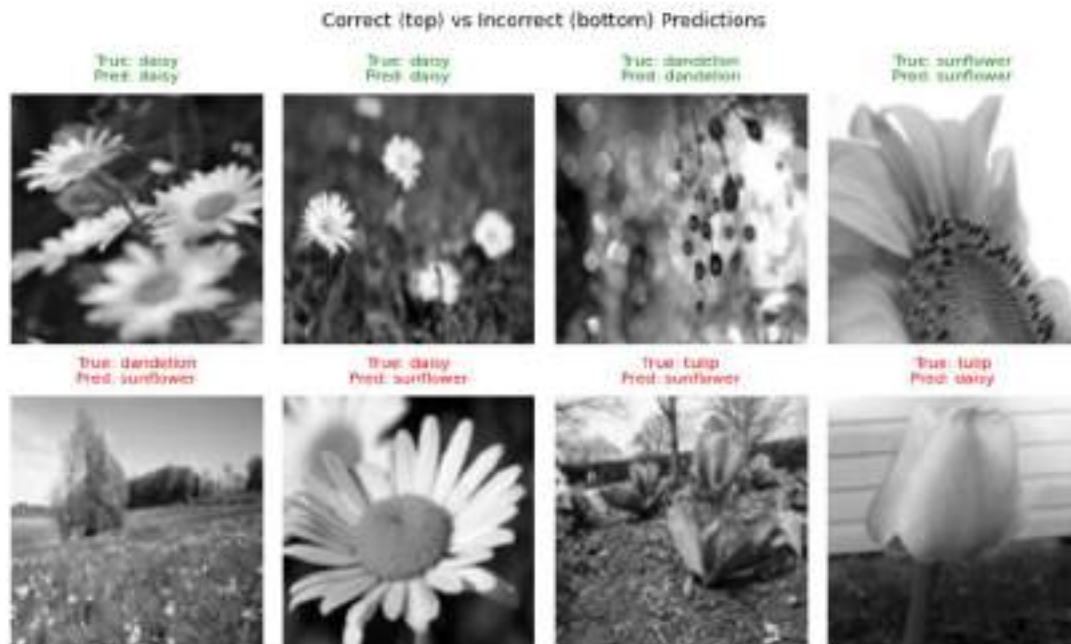 Correct (top) vs Incorrect (bottom) Predictions
True: daisy
Pred: daisy
True: daisy
Pred: daisy
True: dandelion
Pred: dandelion
True: sunflower
Pred: sunflower
True: dandelion
Pred: sunflower
True: daisy
Pred: sunflower
True: tulip
Pred: sunflower
True: tulip
Pred: daisy